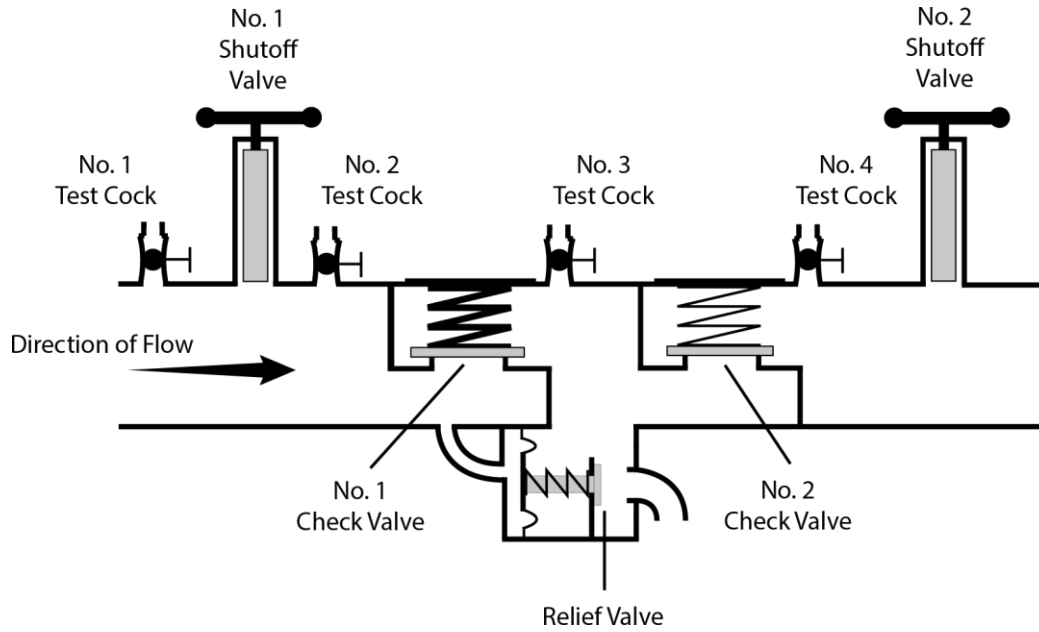 No. 1
Shutoff
Valve
No. 2
Shutoff
Valve
No. 1
Test Cock
No. 2
Test Cock
No. 3
Test Cock
No. 4
Test Cock
Direction of Flow
No. 1
Check Valve
No. 2
Check Valve
Relief Valve